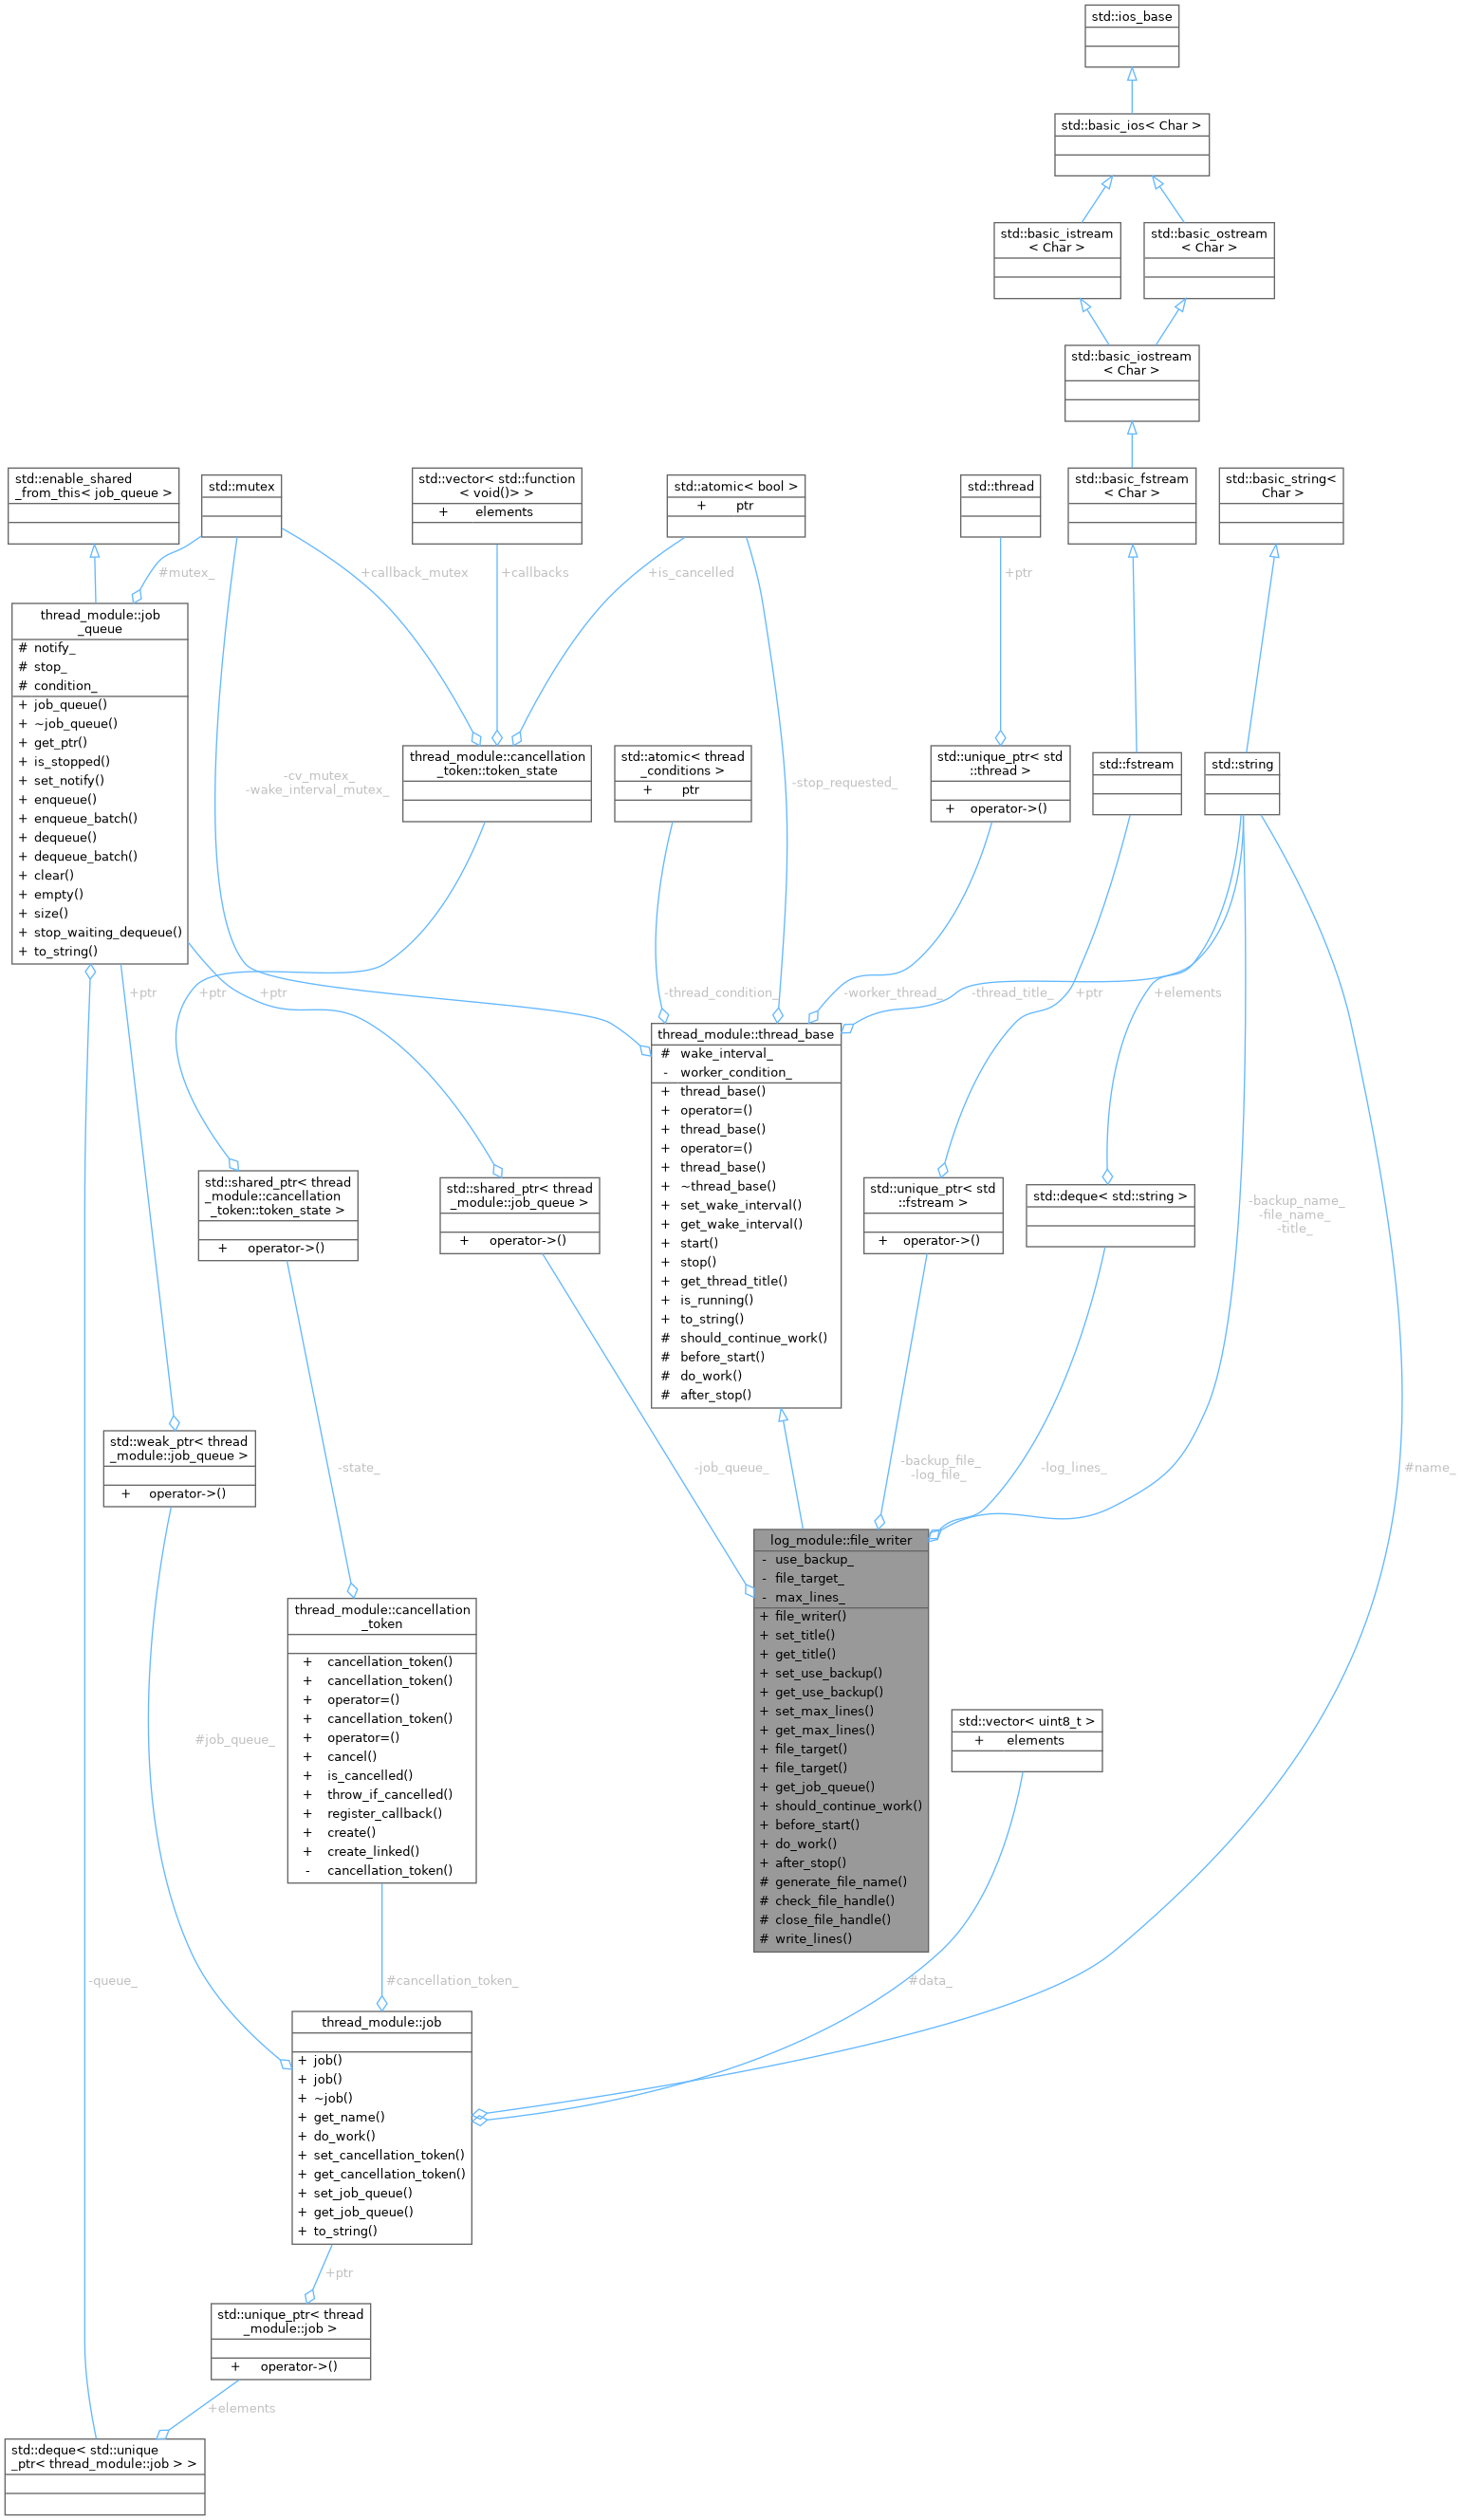 std::ios_base
std::basic_ios< Char >
std::basic_istream
< Char >
std::basic_ostream
< Char >
std::basic_iostream
< Char >
std::enable_shared
_from_this< job_queue >
std::mutex
std::vector< std::function
< void()> >
+ elements
std::atomic< bool >
+ ptr
std::thread
std::basic_fstream
< Char >
std::basic_string<
Char >
#mutex_
+callback_mutex
+callbacks
+is_cancelled
+ptr
thread_module::job
_queue
# notify_
# stop_
# condition_
+ job_queue()
+ ~job_queue()
+ get_ptr()
+ is_stopped()
+ set_notify()
+ enqueue()
+ enqueue_batch()
+ dequeue()
+ dequeue_batch()
+ clear()
+ empty()
+ size()
+ stop_waiting_dequeue()
+ to_string()
-cv_mutex_
-wake_interval_mutex_
thread_module::cancellation
_token::token_state
std::atomic< thread
_conditions >
+ ptr
-stop_requested_
std::unique_ptr< std
::thread >
+ operator->()
std::fstream
std::string
+ptr
+ptr
+ptr
-thread_condition_
-worker_thread_
-thread_title_
+ptr
+elements
thread_module::thread_base
# wake_interval_
- worker_condition_
+ thread_base()
+ operator=()
+ thread_base()
+ operator=()
+ thread_base()
+ ~thread_base()
+ set_wake_interval()
+ get_wake_interval()
+ start()
+ stop()
+ get_thread_title()
+ is_running()
+ to_string()
# should_continue_work()
# before_start()
# do_work()
# after_stop()
std::shared_ptr< thread
_module::cancellation
_token::token_state >
+ operator->()
std::shared_ptr< thread
_module::job_queue >
+ operator->()
std::unique_ptr< std
::fstream >
+ operator->()
std::deque< std::string >
-backup_name_
-file_name_
-title_
std::weak_ptr< thread
_module::job_queue >
+ operator->()
-state_
-job_queue_
-backup_file_
-log_file_
-log_lines_
#name_
log_module::file_writer
- use_backup_
- file_target_
- max_lines_
+ file_writer()
+ set_title()
+ get_title()
+ set_use_backup()
+ get_use_backup()
+ set_max_lines()
+ get_max_lines()
+ file_target()
+ file_target()
+ get_job_queue()
+ should_continue_work()
+ before_start()
+ do_work()
+ after_stop()
# generate_file_name()
# check_file_handle()
# close_file_handle()
# write_lines()
thread_module::cancellation
_token
+ cancellation_token()
+ cancellation_token()
+ operator=()
+ cancellation_token()
+ operator=()
+ cancel()
+ is_cancelled()
+ throw_if_cancelled()
+ register_callback()
+ create()
+ create_linked()
- cancellation_token()
#job_queue_
std::vector< uint8_t >
+ elements
-queue_
#cancellation_token_
#data_
thread_module::job
+ job()
+ job()
+ ~job()
+ get_name()
+ do_work()
+ set_cancellation_token()
+ get_cancellation_token()
+ set_job_queue()
+ get_job_queue()
+ to_string()
+ptr
std::unique_ptr< thread
_module::job >
+ operator->()
+elements
std::deque< std::unique
_ptr< thread_module::job > >